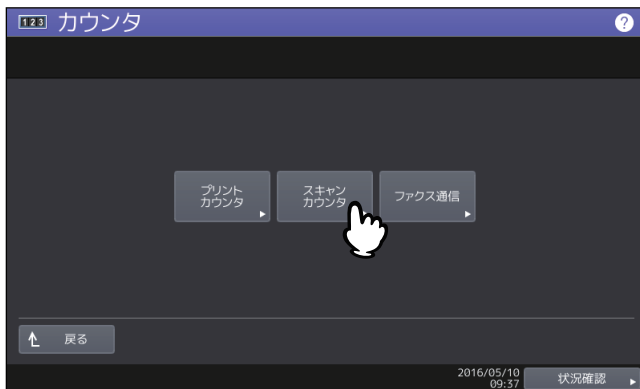 123 カウンタ
?
プリント
カウンタ
スキャン
カウンタ
ファクス通信
戻る
2016/05/10
09:37
状況確認